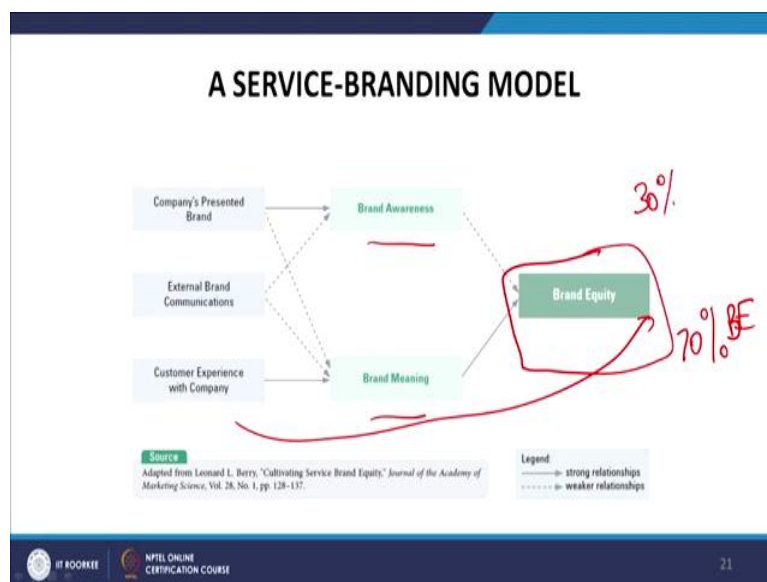 A SERVICE-BRANDING MODEL
30%
Company's Presented
Brand
Brand Awareness
External Brand
Communications
Brand Equity
70% BE
Customer Experience
with Company
Brand Meaning
Source
Adapted from Leonard L. Berry, "Cultivating Service Brand Equity," Journal of the Academy of
Marketing Science, Vol. 28, No. 1, pp. 128–137.
Legend:
strong relationships
weaker relationships
IIT ROORKEE
NPTEL ONLINE
CERTIFICATION COURSE
21